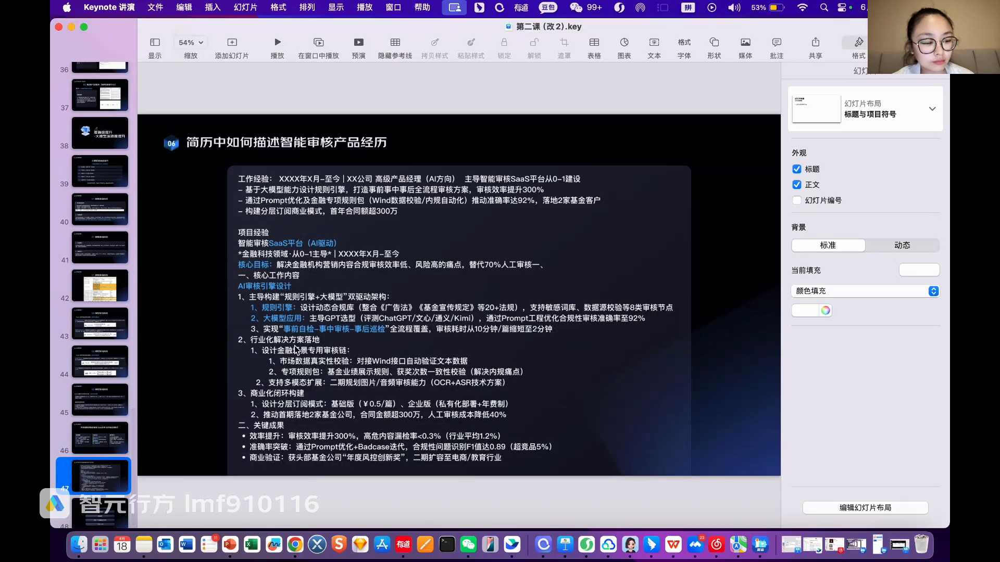 Keynote 讲演 文件 编辑 插入 幻灯片 格式 排列 显示 播放 窗口 帮助 有道 豆包 99+ 拼 53% 6
第二课 (改2).key
54%
显示 缩放 添加幻灯片 播放 在窗口中播放 预演 隐藏参考线 拷贝样式 粘贴样式 锁定 解锁 遮罩 表格 图表 文本 字体 形状 媒体 批注 共享 格式
36
37
38
39
40
41
42
43
44
45
46
47
48
06 简历中如何描述智能审核产品经历
工作经验： XXXX年X月-至今 | XX公司 高级产品经理（AI方向） 主导智能审核SaaS平台从0-1建设
- 基于大模型能力设计规则引擎，打造事前事中事后全流程审核方案，审核效率提升300%
- 通过Prompt优化及金融专项规则包（Wind数据校验/内规自动化）推动准确率达92%，落地2家基金客户
- 构建分层订阅商业模式，首年合同额超300万
项目经验
智能审核SaaS平台（AI驱动）
*金融科技领域·从0-1主导* | XXXX年X月-至今
核心目标：解决金融机构营销内容合规审核效率低、风险高的痛点，替代70%人工审核一、
一、核心工作内容
AI审核引擎设计
1、主导构建“规则引擎+大模型”双驱动架构：
1、规则引擎：设计动态合规库（整合《广告法》《基金宣传规定》等20+法规），支持敏感词库、数据源校验等8类审核节点
2、大模型应用：主导GPT选型（评测ChatGPT/文心/通义/Kimi），通过Prompt工程优化合规性审核准确率至92%
3、实现“事前自检-事中审核-事后巡检”全流程覆盖，审核耗时从10分钟/篇缩短至2分钟
2、行业化解决方案落地
1、设计金融场景专用审核链：
1、市场数据真实性校验：对接Wind接口自动验证文本数据
2、专项规则包：基金业绩展示规则、获奖次数一致性校验（解决内规痛点）
2、支持多模态扩展：二期规划图片/音频审核能力（OCR+ASR技术方案）
3、商业化闭环构建
1、设计分层订阅模式：基础版（￥0.5/篇）、企业版（私有化部署+年费制）
2、推动首期落地2家基金公司，合同金额超300万，人工审核成本降低40%
二、关键成果
• 效率提升：审核效率提升300%，高危内容漏检率<0.3%（行业平均1.2%）
• 准确率突破：通过Prompt优化+Badcase迭代，合规性问题识别F1值达0.89（超竞品5%）
• 商业验证：获头部基金公司“年度风控创新奖”，二期扩容至电商/教育行业
幻灯片布局
标题与项目符号
外观
标题
正文
幻灯片编号
背景
标准 动态
当前填充
颜色填充
编辑幻灯片布局
智元行方 lmf910116
6月 18 11 有道 23